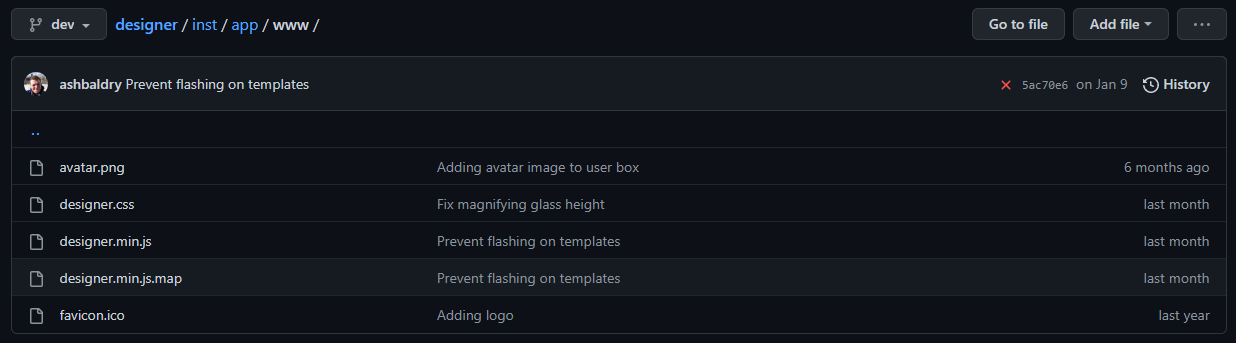 dev designer / inst / app / www / Go to file Add file ...
ashbaldry Prevent flashing on templates 5ac70e6 on Jan 9 History
..
avatar.png Adding avatar image to user box 6 months ago
designer.css Fix magnifying glass height last month
designer.min.js Prevent flashing on templates last month
designer.min.js.map Prevent flashing on templates last month
favicon.ico Adding logo last year